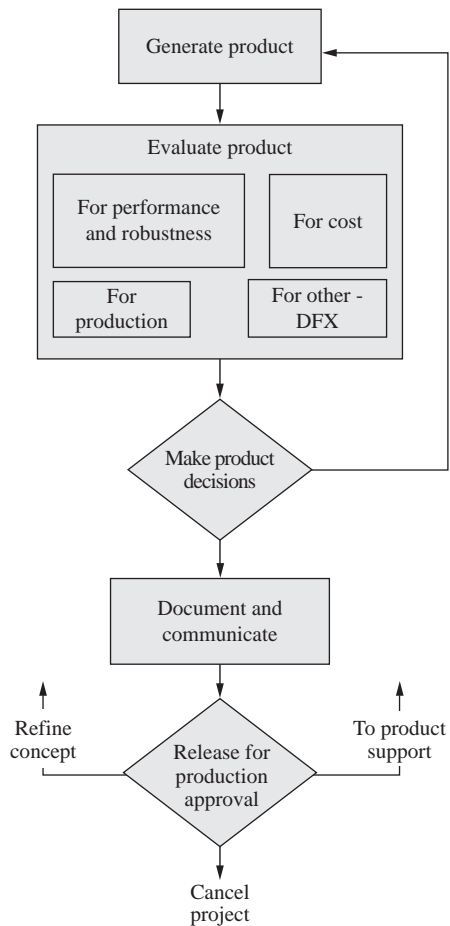 Generate product
Evaluate product
For performance
and robustness
For cost
For
production
For other -
DFX
Make product
decisions
Document and
communicate
Refine
concept
To product
support
Release for
production
approval
Cancel
project